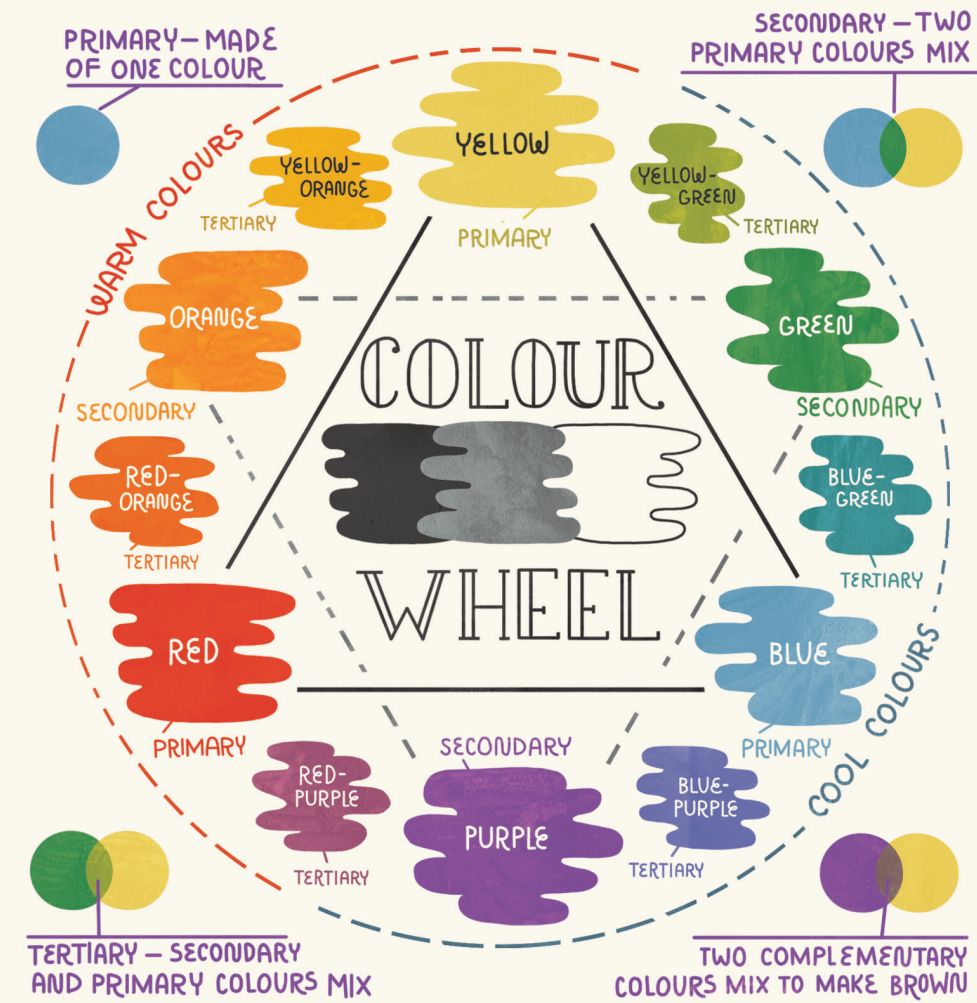 PRIMARY – MADE
OF ONE COLOUR
SECONDARY – TWO
PRIMARY COLOURS MIX
WARM COLOURS
YELLOW
PRIMARY
YELLOW-
ORANGE
TERTIARY
YELLOW-
GREEN
TERTIARY
ORANGE
SECONDARY
GREEN
SECONDARY
COLOUR
WHEEL
RED-
ORANGE
TERTIARY
BLUE-
GREEN
TERTIARY
RED
PRIMARY
BLUE
PRIMARY
COOL COLOURS
RED-
PURPLE
TERTIARY
SECONDARY
PURPLE
BLUE-
PURPLE
TERTIARY
TERTIARY – SECONDARY
AND PRIMARY COLOURS MIX
TWO COMPLEMENTARY
COLOURS MIX TO MAKE BROWN